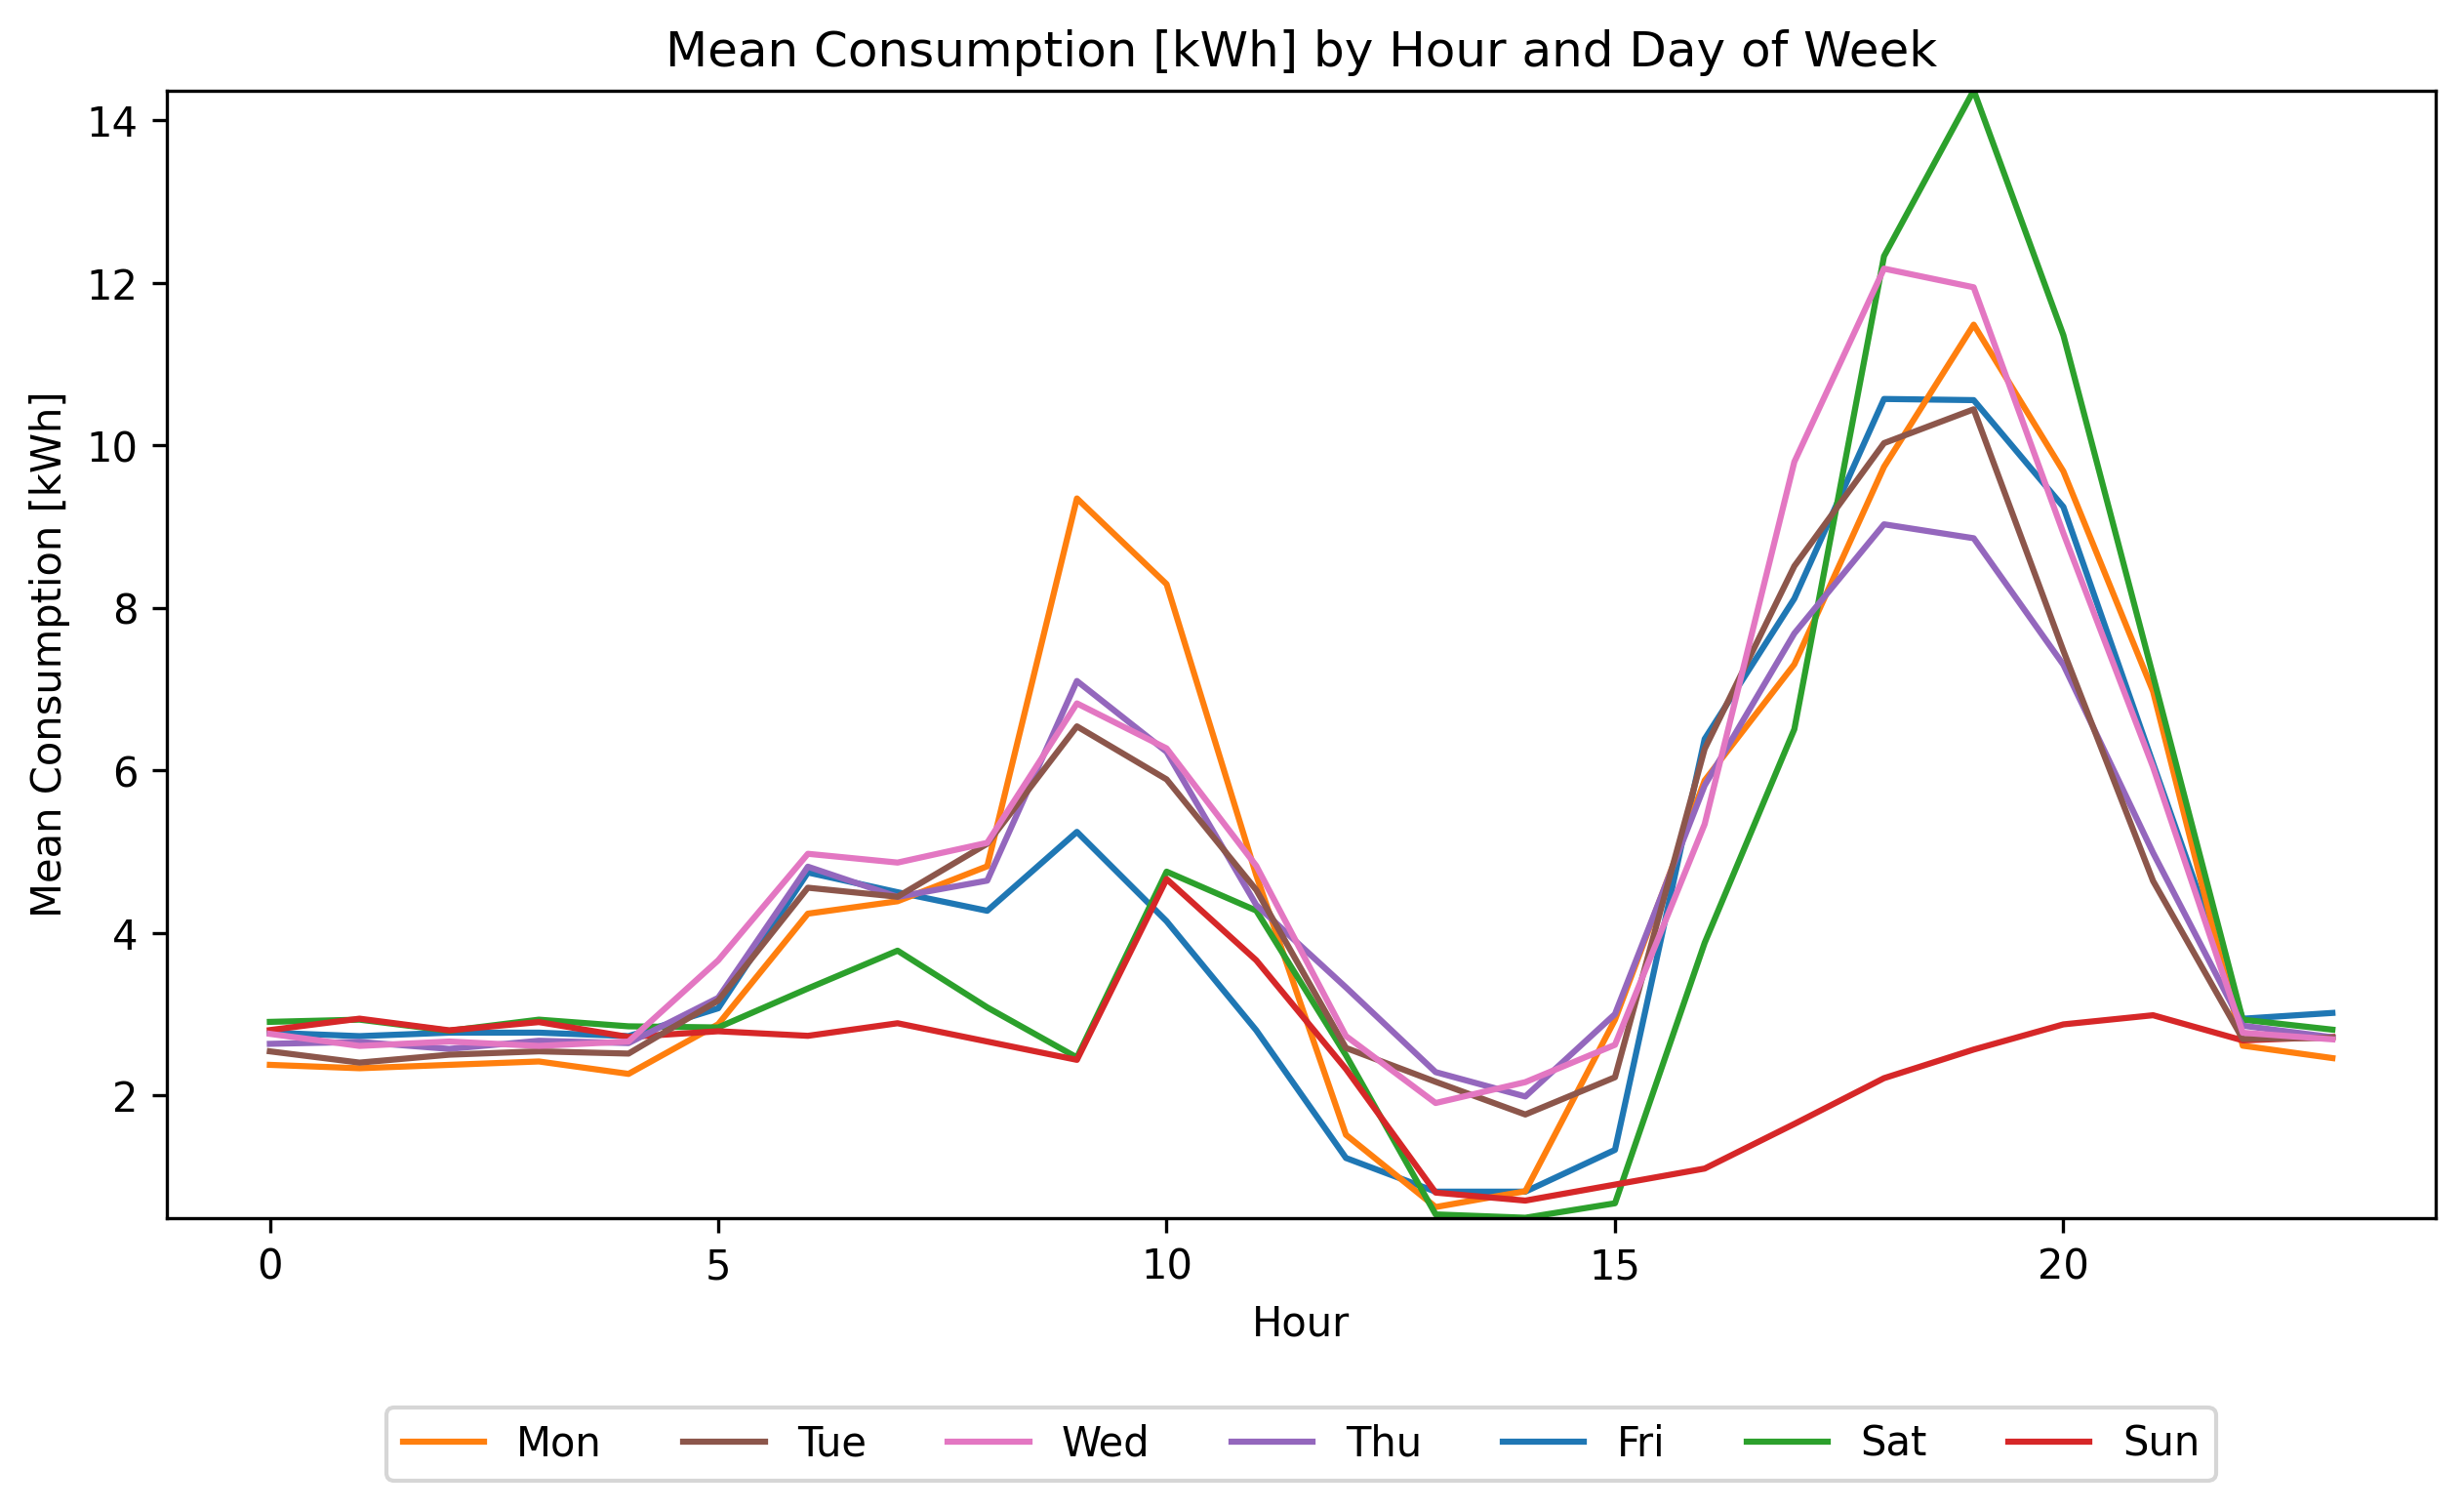 Mean Consumption [kWh] by Hour and Day of Week
Mean Consumption [kWh]
14
12
10
8
6
4
2
0 5 10 15 20
Hour
Mon Tue Wed Thu Fri Sat Sun